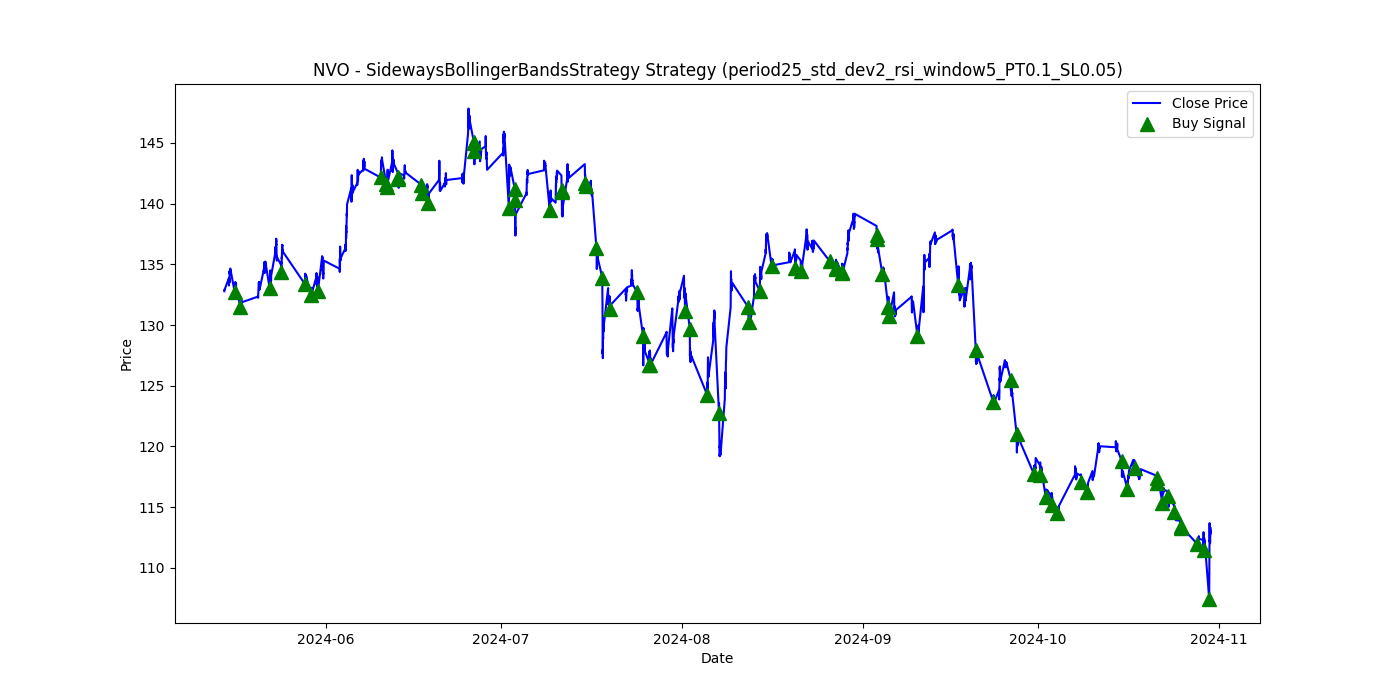 NVO - SidewaysBollingerBandsStrategy Strategy (period25_std_dev2_rsi_window5_PT0.1_SL0.05)
Close Price
Buy Signal
145
140
135
130
125
120
115
110
Price
2024-06
2024-07
2024-08
2024-09
2024-10
2024-11
Date